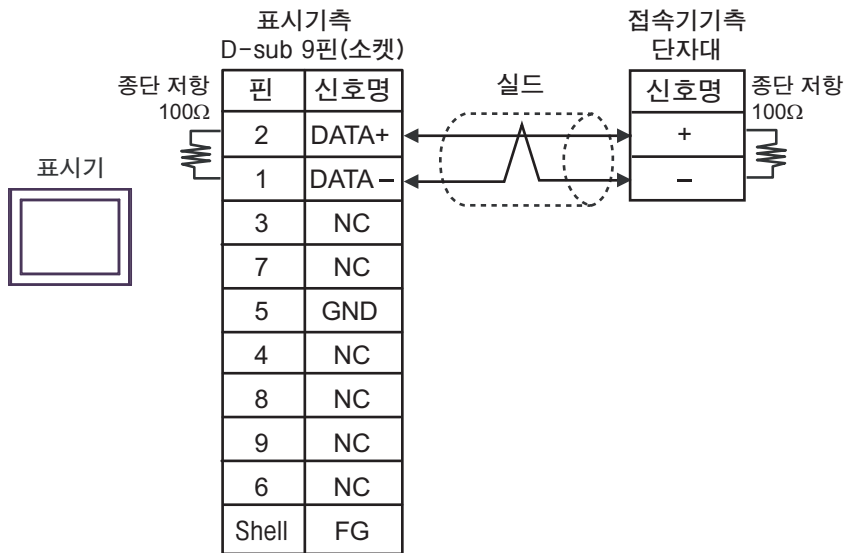 표시기측
D-sub 9핀(소켓)
접속기기측
단자대
종단 저항
100Ω
핀 신호명
실드
신호명
종단 저항
100Ω
2 DATA+
+
1 DATA–
–
표시기
3 NC
7 NC
5 GND
4 NC
8 NC
9 NC
6 NC
Shell FG